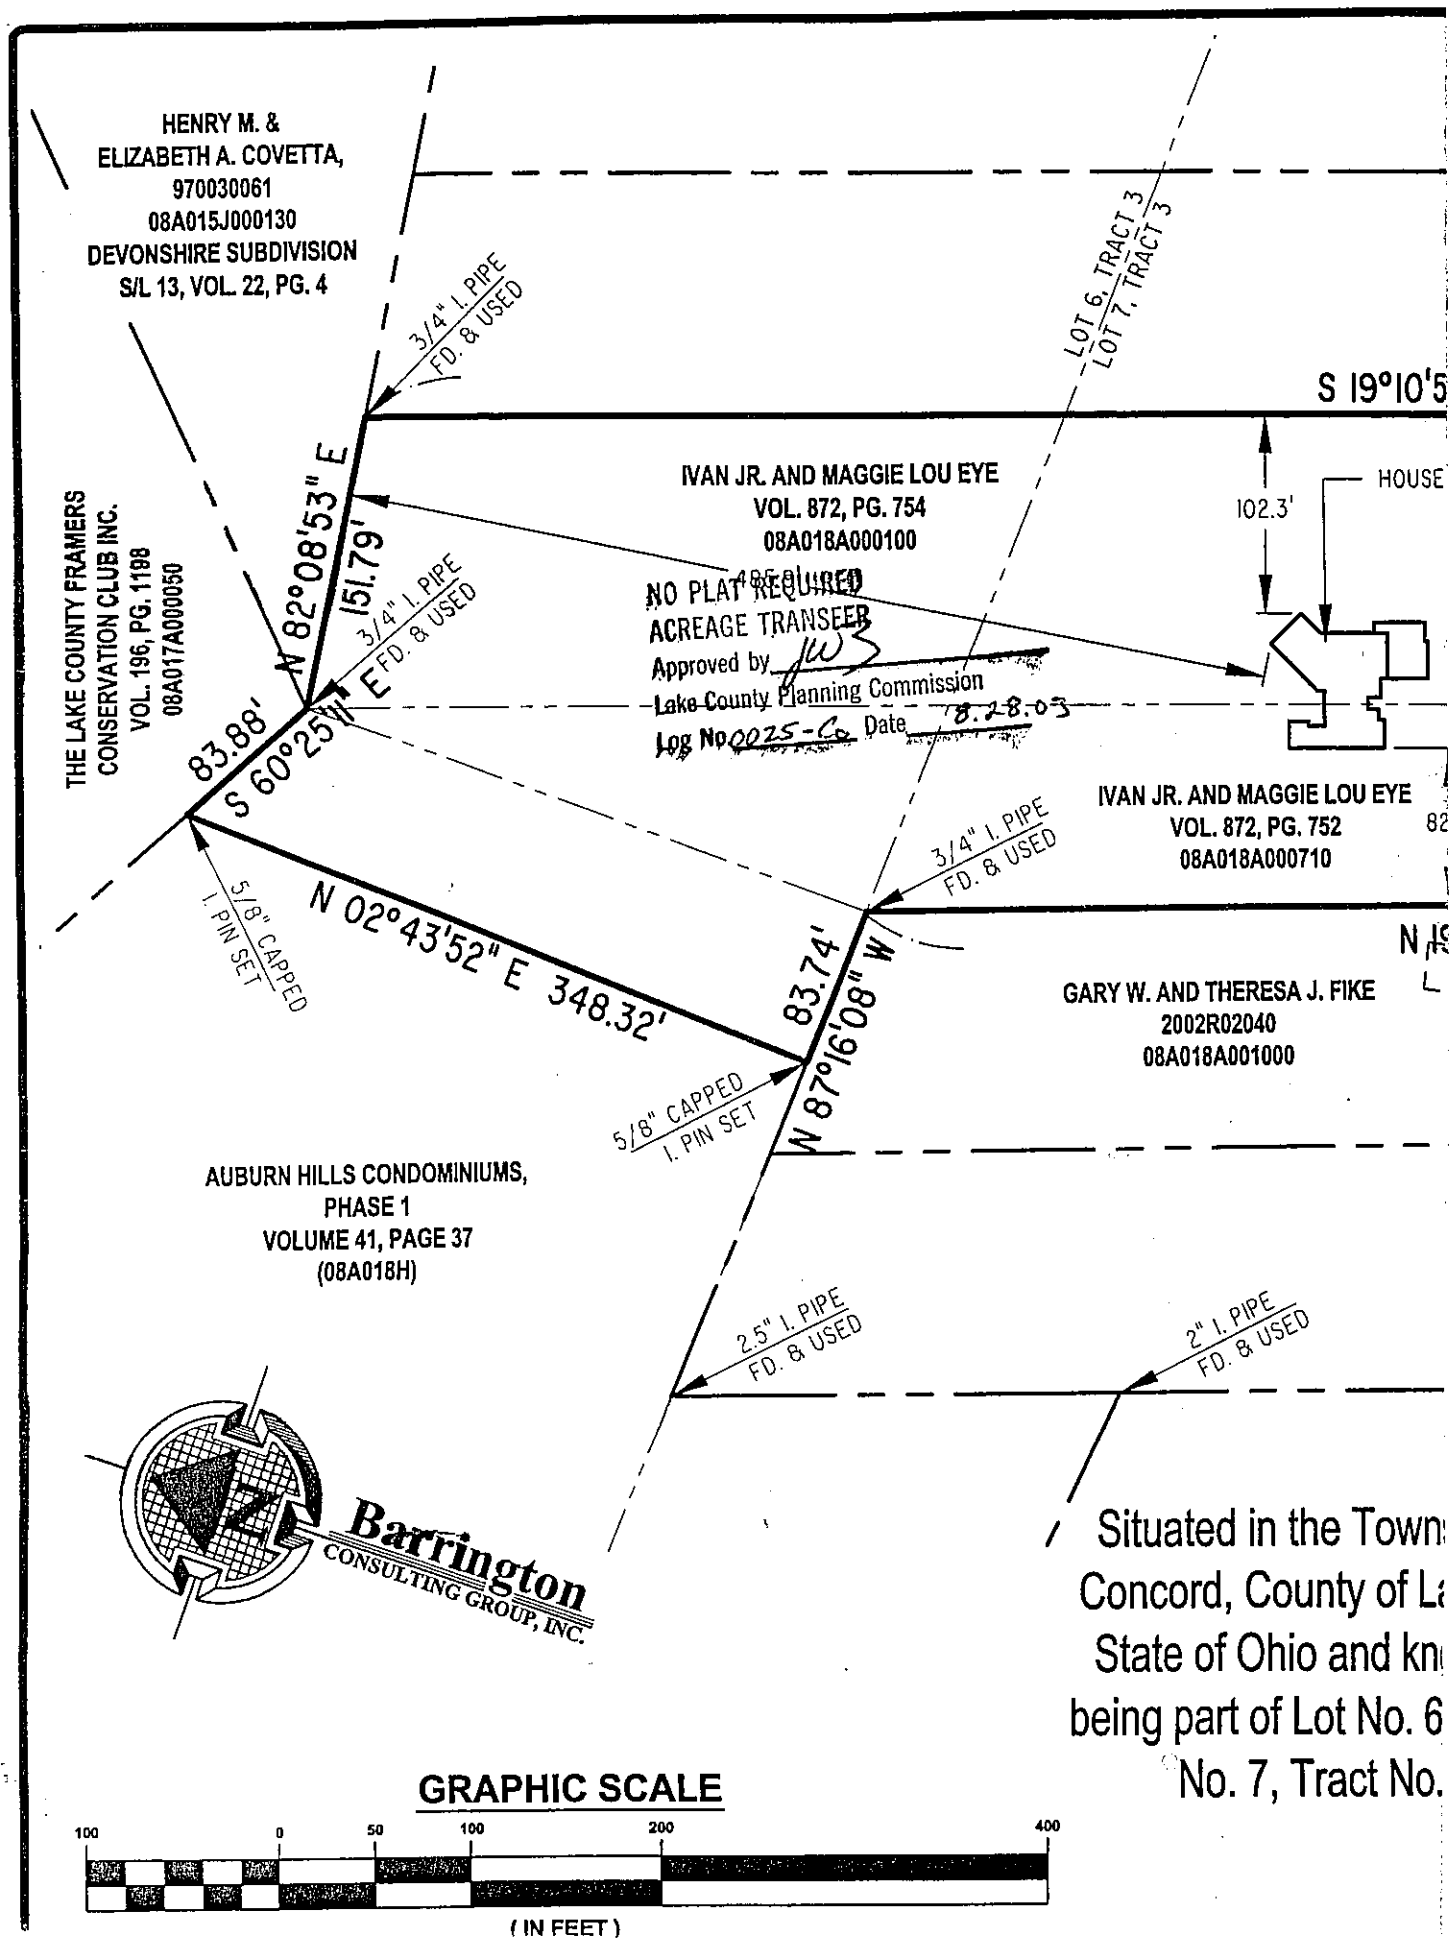 HENRY M. &
ELIZABETH A. COVETTA,
970030061
08A015J000130
DEVONSHIRE SUBDIVISION
S/L 13, VOL. 22, PG. 4
3/4" I. PIPE
FD. & USED
LOT 6, TRACT 3
LOT 7, TRACT 3
S 19°10'5
THE LAKE COUNTY FRAMERS
CONSERVATION CLUB INC.
VOL. 196, PG. 1198
08A017A000050
N 82°08'53" E
151.79'
3/4" I. PIPE
FD. & USED
IVAN JR. AND MAGGIE LOU EYE
VOL. 872, PG. 754
08A018A000100
HOUSE
102.3'
NO PLAT REQUIRED
ACREAGE TRANSFER
Approved by JWS
Lake County Planning Commission
Log No 0025-Co Date 8.28.03
83.88'
S 60°25'11" E
IVAN JR. AND MAGGIE LOU EYE
VOL. 872, PG. 752
08A018A000710
82
3/4" I. PIPE
FD. & USED
5/8" CAPPED
I. PIN SET
N 02°43'52" E 348.32'
83.74'
N 87°16'08" W
N 19
GARY W. AND THERESA J. FIKE
2002R02040
08A018A001000
5/8" CAPPED
I. PIN SET
AUBURN HILLS CONDOMINIUMS,
PHASE 1
VOLUME 41, PAGE 37
(08A018H)
2.5" I. PIPE
FD. & USED
2" I. PIPE
FD. & USED
N
Barrington
CONSULTING GROUP, INC.
Situated in the Towns
Concord, County of La
State of Ohio and kn
being part of Lot No. 6
No. 7, Tract No.
GRAPHIC SCALE
100 0 50 100 200 400
( IN FEET )